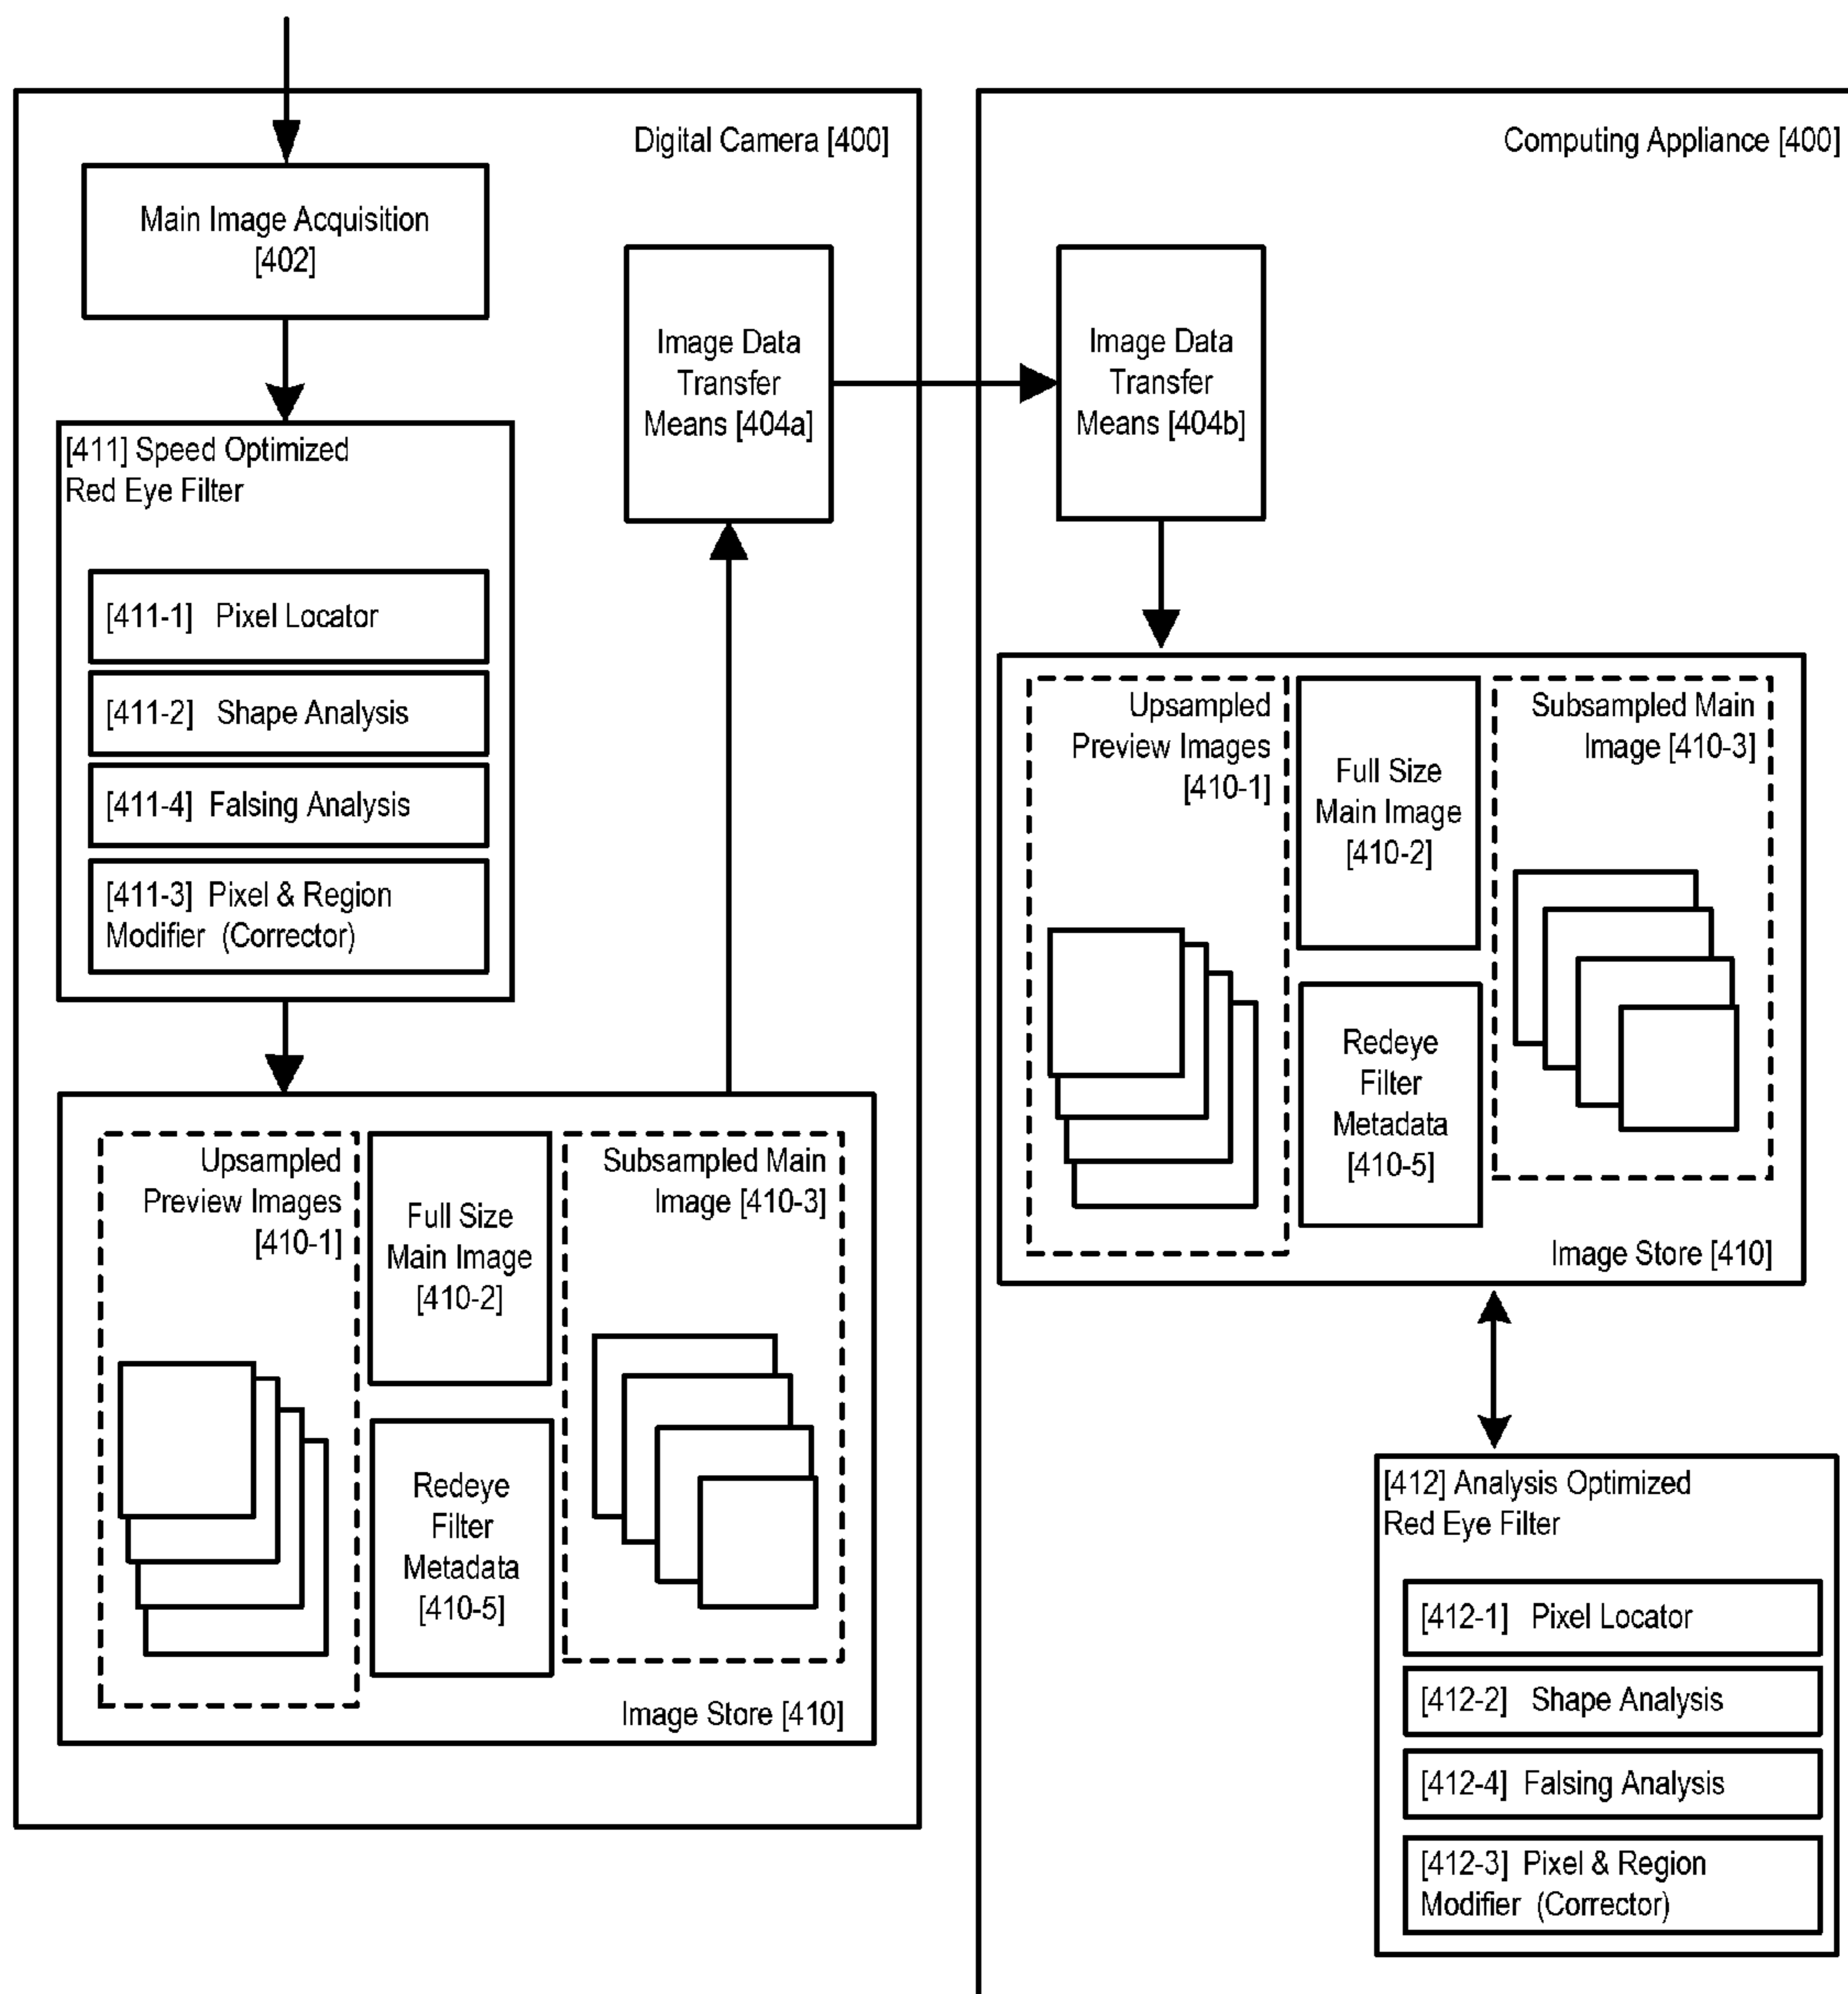 Digital Camera [400]
Main Image Acquisition
[402]
Image Data
Transfer
Means [404a]
[411] Speed Optimized
Red Eye Filter
[411-1] Pixel Locator
[411-2] Shape Analysis
[411-4] Falsing Analysis
[411-3] Pixel & Region
Modifier (Corrector)
Upsampled
Preview Images
[410-1]
Full Size
Main Image
[410-2]
Subsampled Main
Image [410-3]
Redeye
Filter
Metadata
[410-5]
Image Store [410]
Computing Appliance [400]
Image Data
Transfer
Means [404b]
Upsampled
Preview Images
[410-1]
Full Size
Main Image
[410-2]
Subsampled Main
Image [410-3]
Redeye
Filter
Metadata
[410-5]
Image Store [410]
[412] Analysis Optimized
Red Eye Filter
[412-1] Pixel Locator
[412-2] Shape Analysis
[412-4] Falsing Analysis
[412-3] Pixel & Region
Modifier (Corrector)